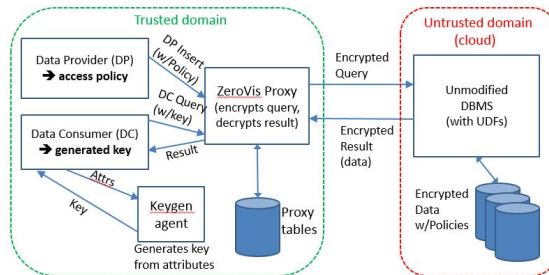 Trusted domain
Untrusted domain
(cloud)
Data Provider (DP)
➔ access policy
DP Insert
(w/Policy)
DC Query
(w/key)
Result
ZeroVis Proxy
(encrypts query,
decrypts result)
Encrypted
Query
Encrypted
Result
(data)
Unmodified
DBMS
(with UDFs)
Data Consumer (DC)
➔ generated key
Attrs
Key
Keygen
agent
Generates key
from attributes
Proxy
tables
Encrypted
Data
w/Policies